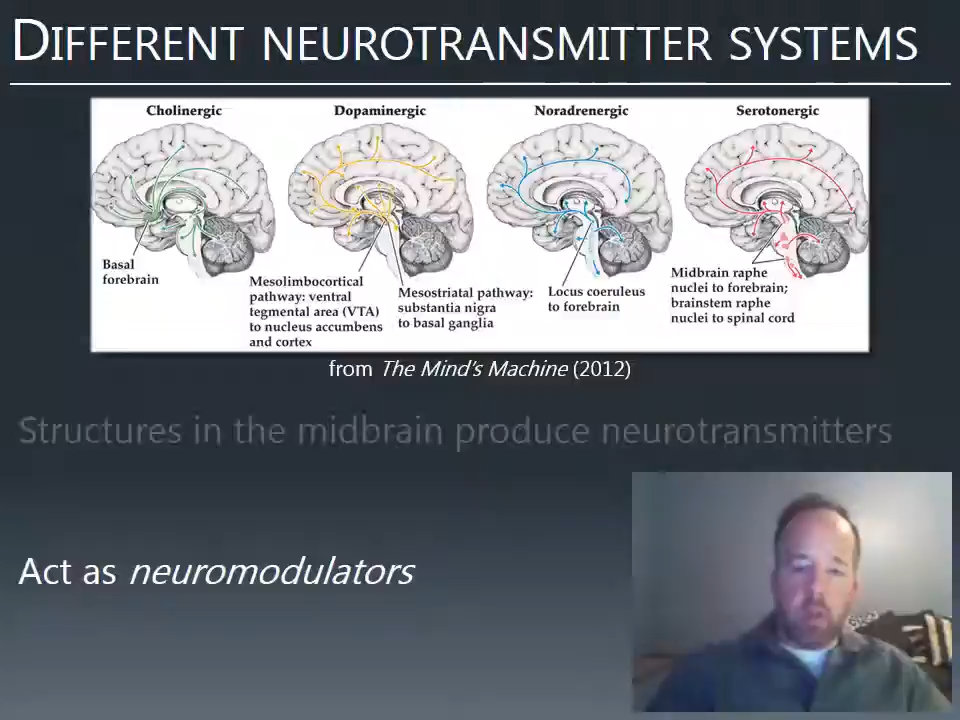 DIFFERENT NEUROTRANSMITTER SYSTEMS
Cholinergic
Dopaminergic
Noradrenergic
Serotonergic
Basal
forebrain
Mesolimbocortical
pathway: ventral
tegmental area (VTA)
to nucleus accumbens
and cortex
Mesostriatal pathway:
substantia nigra
to basal ganglia
Locus coeruleus
to forebrain
Midbrain raphe
nuclei to forebrain;
brainstem raphe
nuclei to spinal cord
from The Mind's Machine (2012)
Structures in the midbrain produce neurotransmitters
Act as neuromodulators